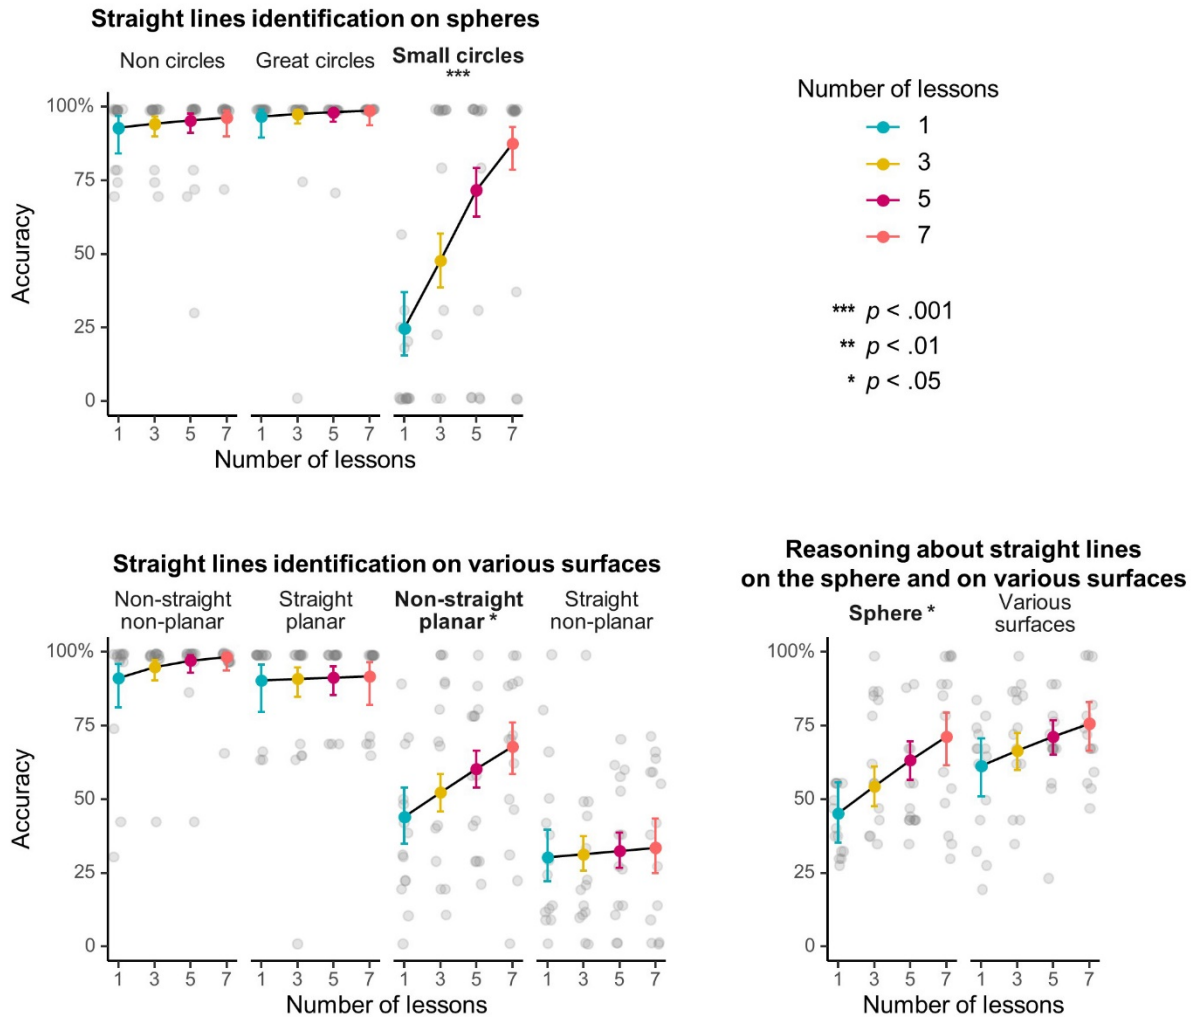 Straight lines identification on spheres
Non circles
Great circles
Small circles
***
100%
75
50
25
0
Accuracy
1 3 5 7
1 3 5 7
1 3 5 7
Number of lessons
Number of lessons
1
3
5
7
*** p < .001
** p < .01
* p < .05
Straight lines identification on various surfaces
Non-straight
non-planar
Straight
planar
Non-straight
planar *
Straight
non-planar
100%
75
50
25
0
Accuracy
1 3 5 7
1 3 5 7
1 3 5 7
1 3 5 7
Number of lessons
Reasoning about straight lines
on the sphere and on various surfaces
Sphere *
Various
surfaces
100%
75
50
25
0
1 3 5 7
1 3 5 7
Number of lessons